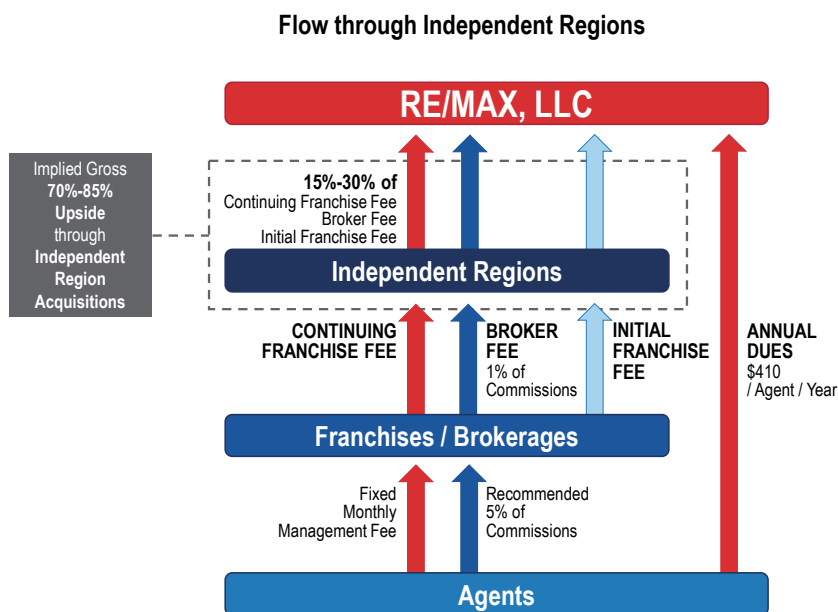 Flow through Independent Regions
RE/MAX, LLC
Implied Gross
70%-85%
Upside
through
Independent
Region
Acquisitions
15%-30% of
Continuing Franchise Fee
Broker Fee
Initial Franchise Fee
Independent Regions
CONTINUING
FRANCHISE FEE
BROKER
FEE
1% of
Commissions
INITIAL
FRANCHISE
FEE
ANNUAL
DUES
$410
/ Agent / Year
Franchises / Brokerages
Fixed
Monthly
Management Fee
Recommended
5% of
Commissions
Agents